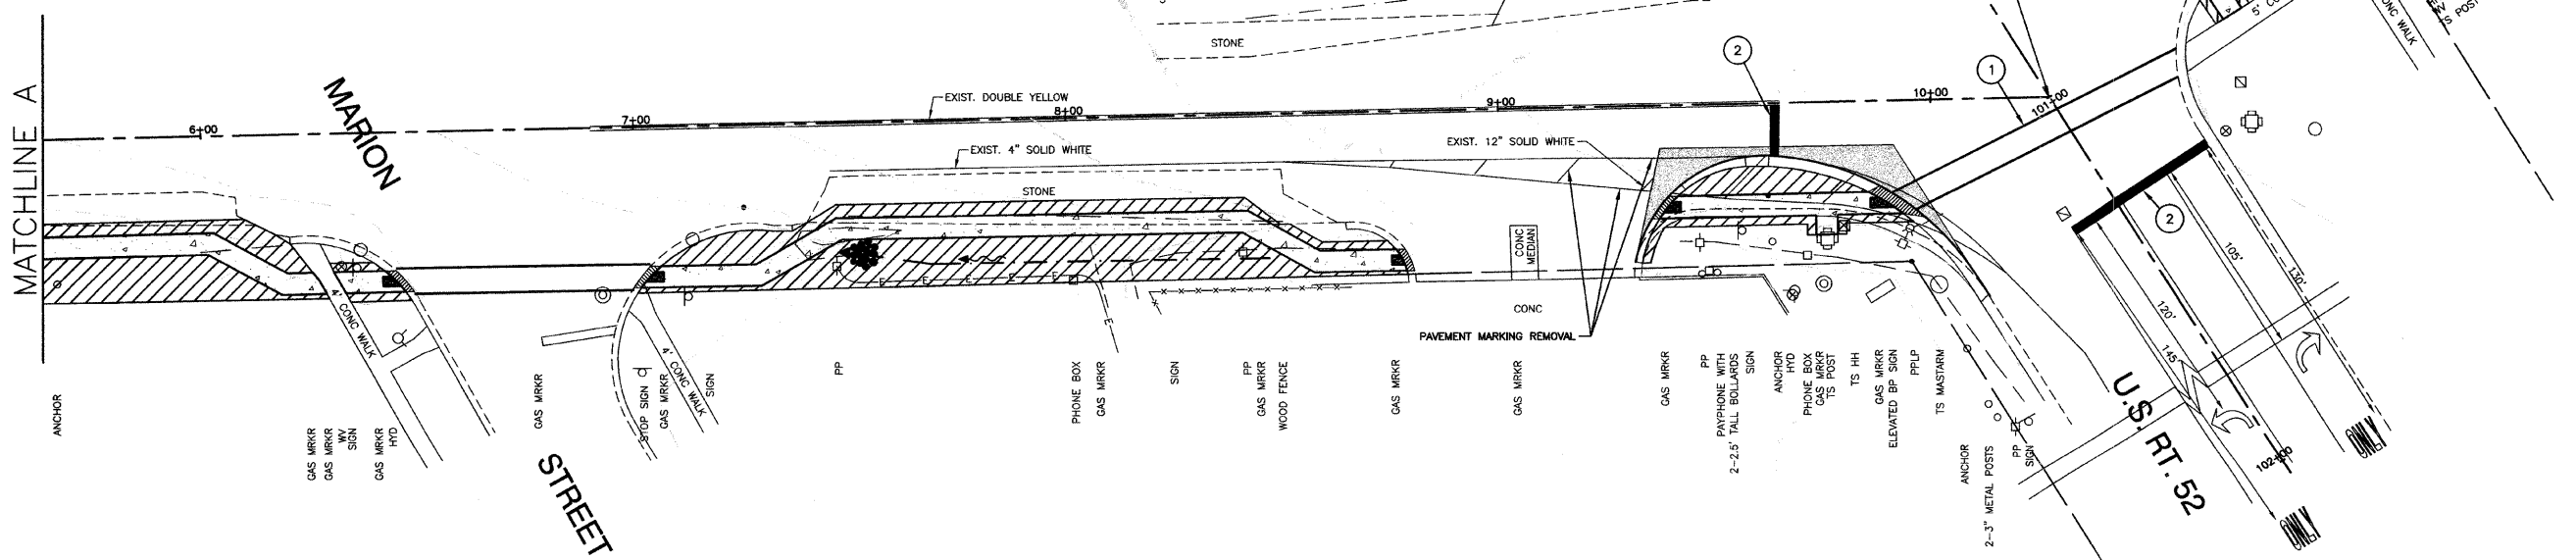 MATCHLINE A
MARION
STREET
U.S. RT. 52
STONE
5' CO
ONC WALK
WV
TS POST
2
1
EXIST. DOUBLE YELLOW
6+00
7+00
8+00
9+00
10+00
101+00
EXIST. 4" SOLID WHITE
EXIST. 12" SOLID WHITE
STONE
2
105'
130'
120'
145'
102+00
ONLY
ONLY
CONC
MEDIAN
CONC
PAVEMENT MARKING REMOVAL
4' CONC WALK
4' CONC WALK
E E E E E
E
ANCHOR
GAS MRKR
GAS MRKR
WV
SIGN
GAS MRKR
HYD
GAS MRKR
STOP SIGN
GAS MRKR
SIGN
PP
PHONE BOX
GAS MRKR
SIGN
PP
GAS MRKR
WOOD FENCE
GAS MRKR
GAS MRKR
GAS MRKR
PP
PAYPHONE WITH
2-2.5' TALL BOLLARDS
SIGN
ANCHOR
HYD
PHONE BOX
GAS MRKR
TS POST
TS HH
GAS MRKR
ELEVATED BP SIGN
PPLP
TS MASTARM
ANCHOR
2-3" METAL POSTS
PP
SIGN